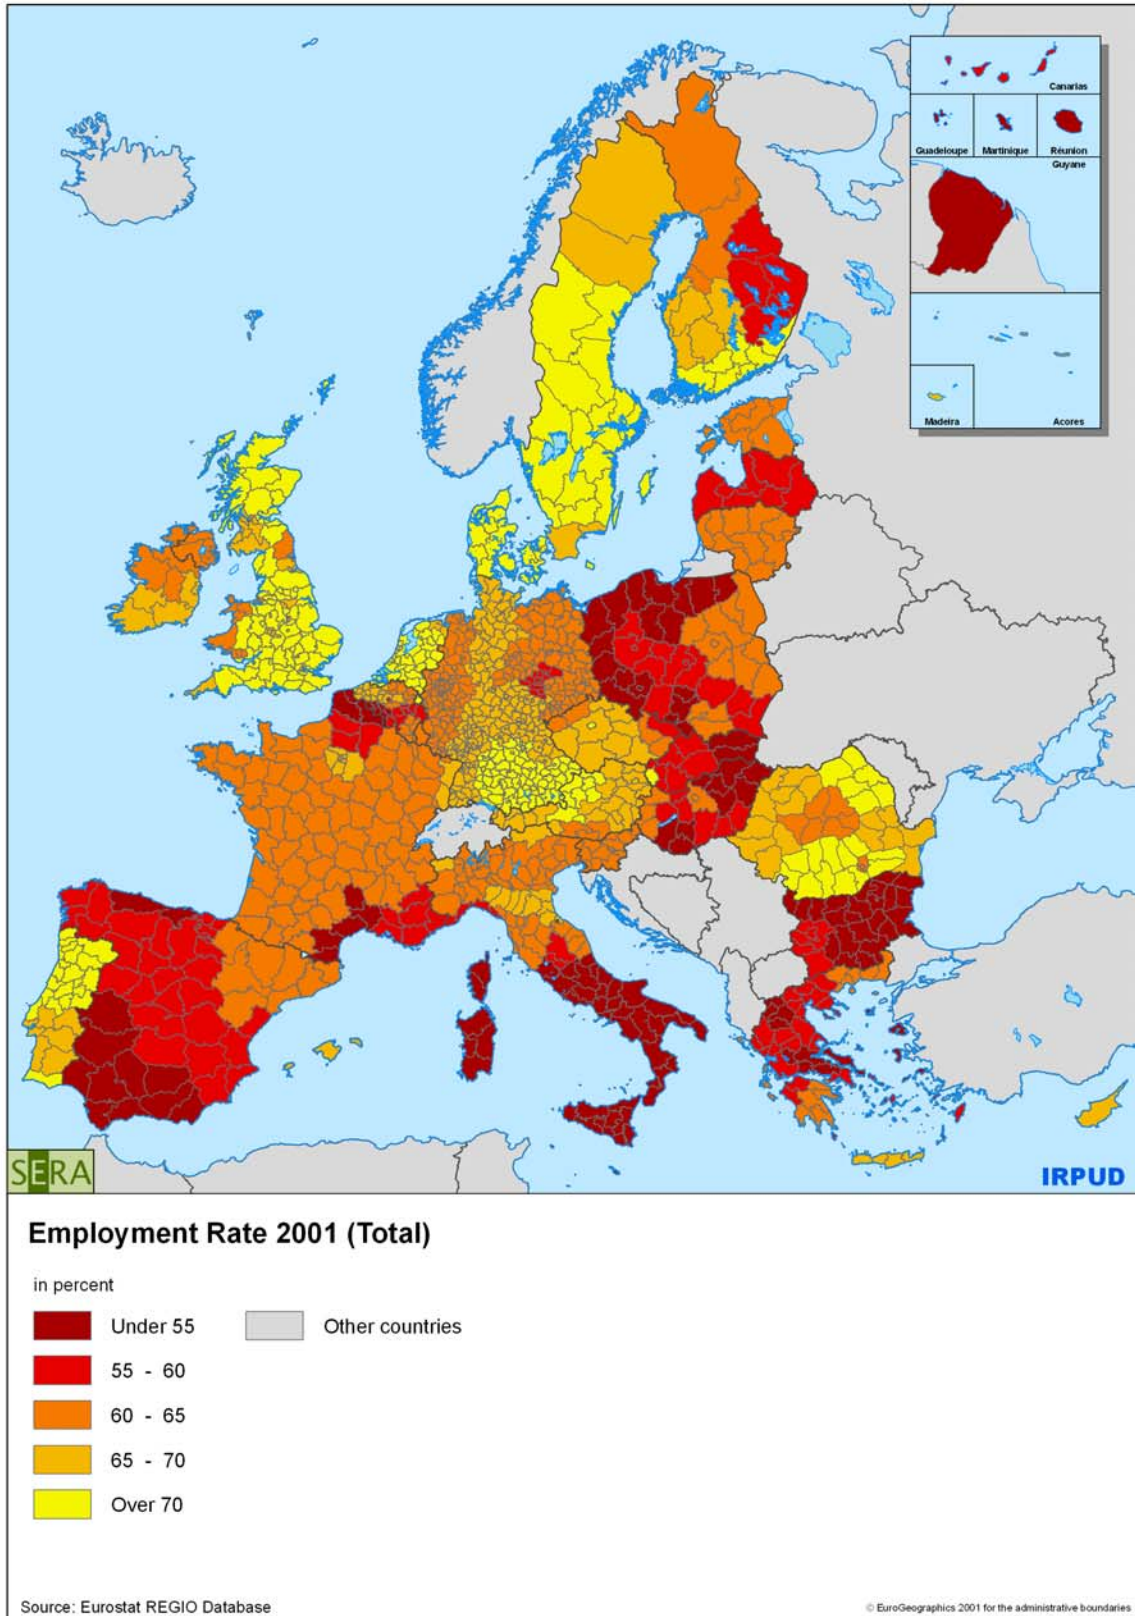 Canarias
Guadeloupe Martinique Réunion
Guyane
Madeira Acores
SERA
IRPUD
Employment Rate 2001 (Total)
in percent
Under 55 Other countries
55 - 60
60 - 65
65 - 70
Over 70
Source: Eurostat REGIO Database
© EuroGeographics 2001 for the administrative boundaries